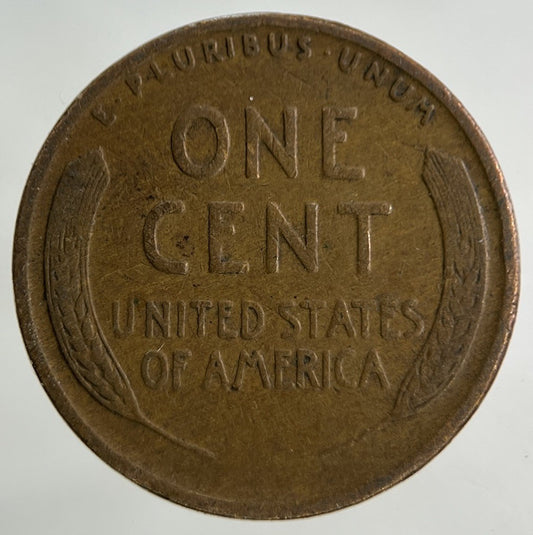 E·PLURIBUS·UNUM
ONE
CENT
UNITED STATES
OF AMERICA